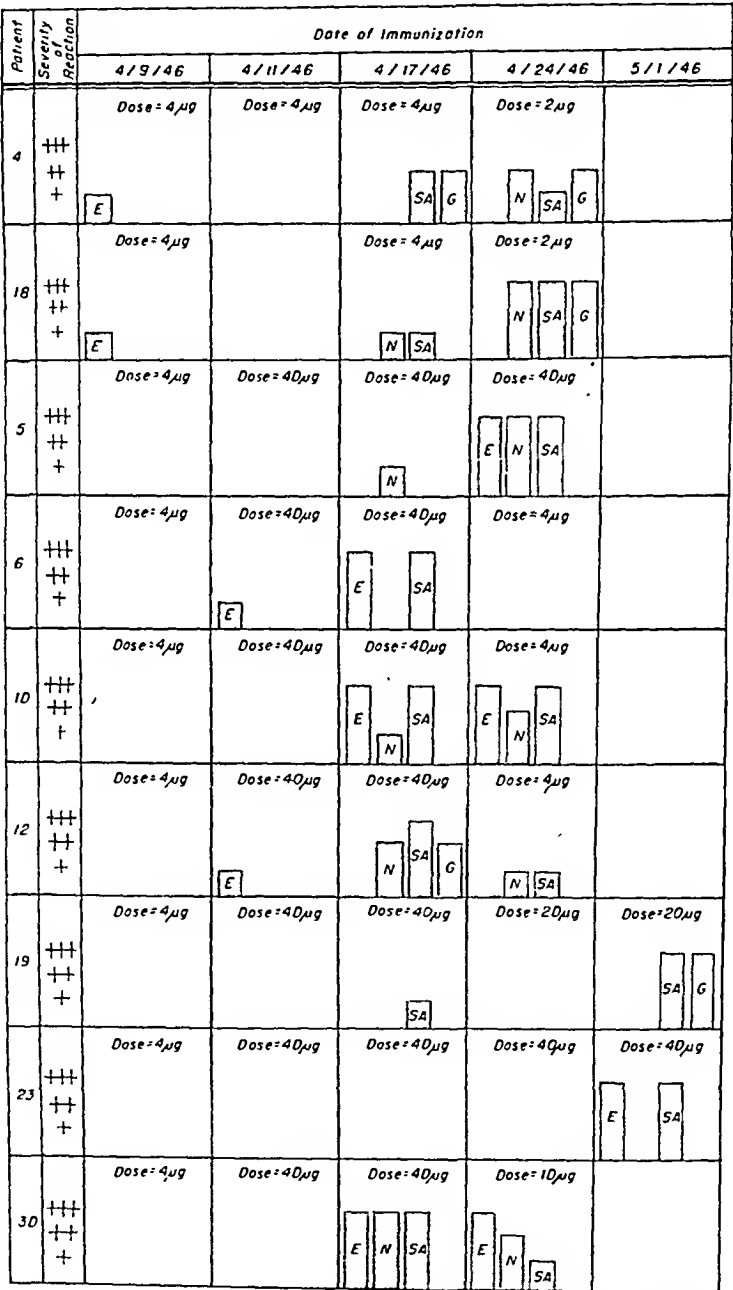 Patient
Severity of Reaction
Date of Immunization
4/9/46 4/11/46 4/17/46 4/24/46 5/1/46
4
+++
++
+
Dose = 4µg Dose = 4µg Dose = 4µg Dose = 2µg
E SA G N SA G
18
+++
++
+
Dose = 4µg Dose = 4µg Dose = 2µg
E N SA N SA G
5
+++
++
+
Dose = 4µg Dose = 40µg Dose = 40µg Dose = 40µg
N E N SA
6
+++
++
+
Dose = 4µg Dose = 40µg Dose = 40µg Dose = 4µg
E E SA
10
+++
++
+
Dose = 4µg Dose = 40µg Dose = 40µg Dose = 4µg
E N SA E N SA
12
+++
++
+
Dose = 4µg Dose = 40µg Dose = 40µg Dose = 4µg
E N SA G N SA
19
+++
++
+
Dose = 4µg Dose = 40µg Dose = 40µg Dose = 20µg Dose = 20µg
SA SA G
23
+++
++
+
Dose = 4µg Dose = 40µg Dose = 40µg Dose = 40µg Dose = 40µg
E SA
30
+++
++
+
Dose = 4µg Dose = 40µg Dose = 40µg Dose = 10µg
E N SA E N SA